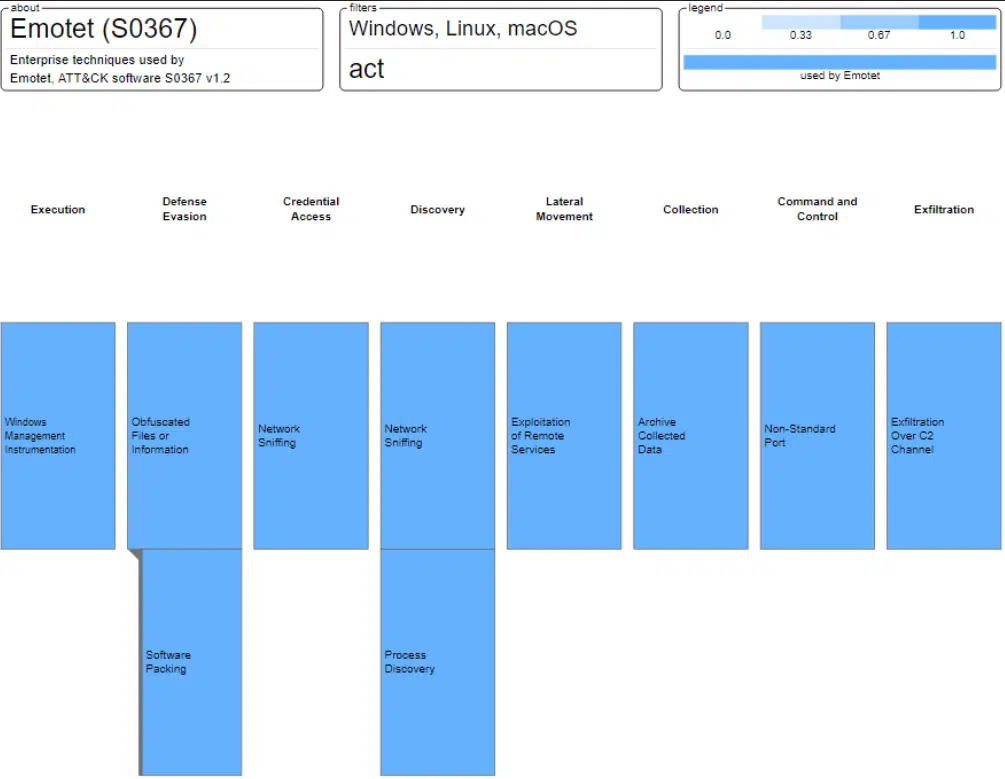 about
Emotet (S0367)
Enterprise techniques used by
Emotet, ATT&CK software S0367 v1.2
filters
Windows, Linux, macOS
act
legend
0.0 0.33 0.67 1.0
used by Emotet
Execution
Defense
Evasion
Credential
Access
Discovery
Lateral
Movement
Collection
Command and
Control
Exfiltration
Windows
Management
Instrumentation
Obfuscated
Files or
Information
Network
Sniffing
Network
Sniffing
Exploitation
of Remote
Services
Archive
Collected
Data
Non-Standard
Port
Exfiltration
Over C2
Channel
Software
Packing
Process
Discovery